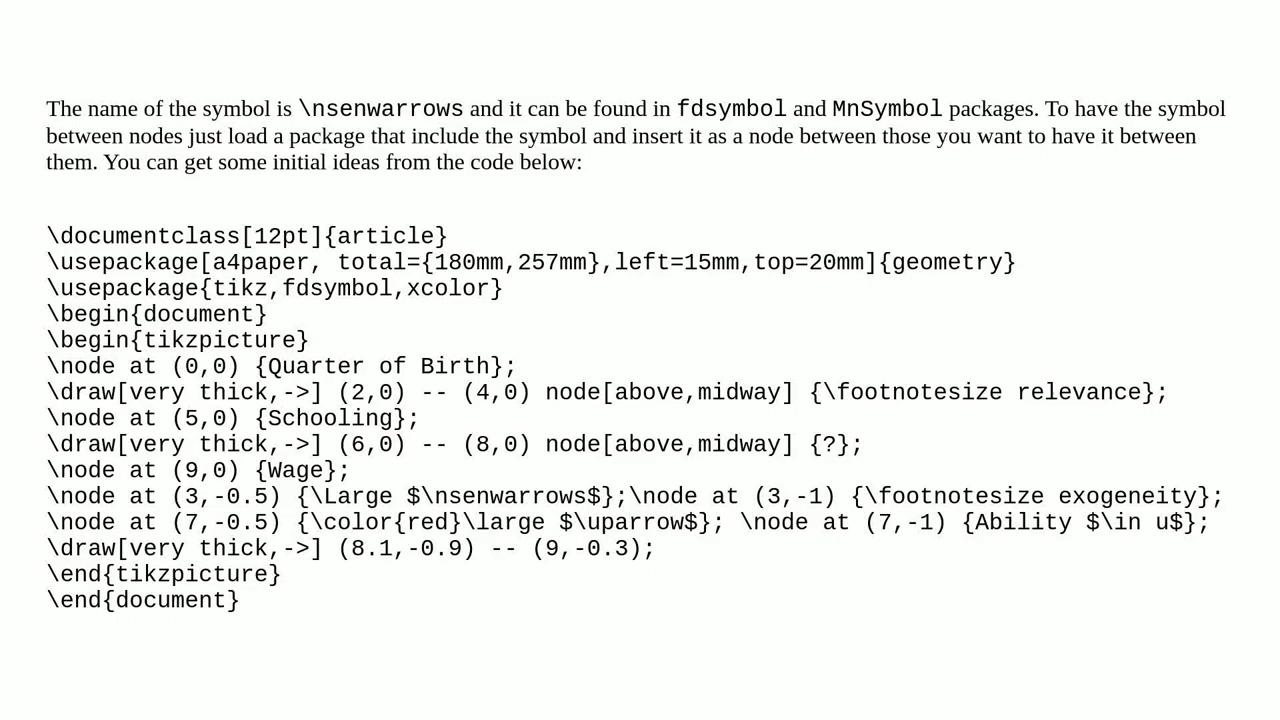 The name of the symbol is \nsenwarrows and it can be found in fdsymbol and MnSymbol packages. To have the symbol
between nodes just load a package that include the symbol and insert it as a node between those you want to have it between
them. You can get some initial ideas from the code below:
\documentclass[12pt]{article}
\usepackage[a4paper, total={180mm,257mm},left=15mm,top=20mm]{geometry}
\usepackage{tikz,fdsymbol,xcolor}
\begin{document}
\begin{tikzpicture}
\node at (0,0) {Quarter of Birth};
\draw[very thick,->] (2,0) -- (4,0) node[above,midway] {\footnotesize relevance};
\node at (5,0) {Schooling};
\draw[very thick,->] (6,0) -- (8,0) node[above,midway] {?};
\node at (9,0) {Wage};
\node at (3,-0.5) {\Large $\nsenwarrows$};\node at (3,-1) {\footnotesize exogeneity};
\node at (7,-0.5) {\color{red}\large $\uparrow$}; \node at (7,-1) {Ability $\in u$};
\draw[very thick,->] (8.1,-0.9) -- (9,-0.3);
\end{tikzpicture}
\end{document}